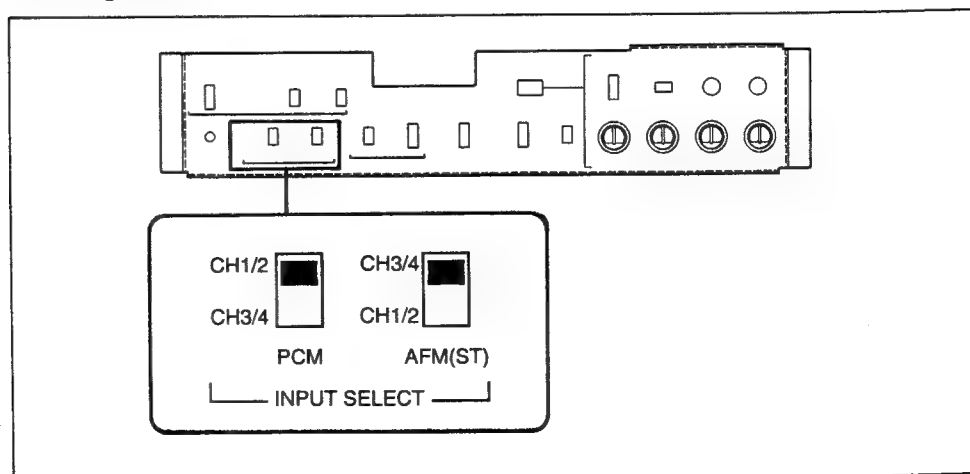 CH1/2 CH3/4
CH3/4 CH1/2
PCM AFM(ST)
INPUT SELECT